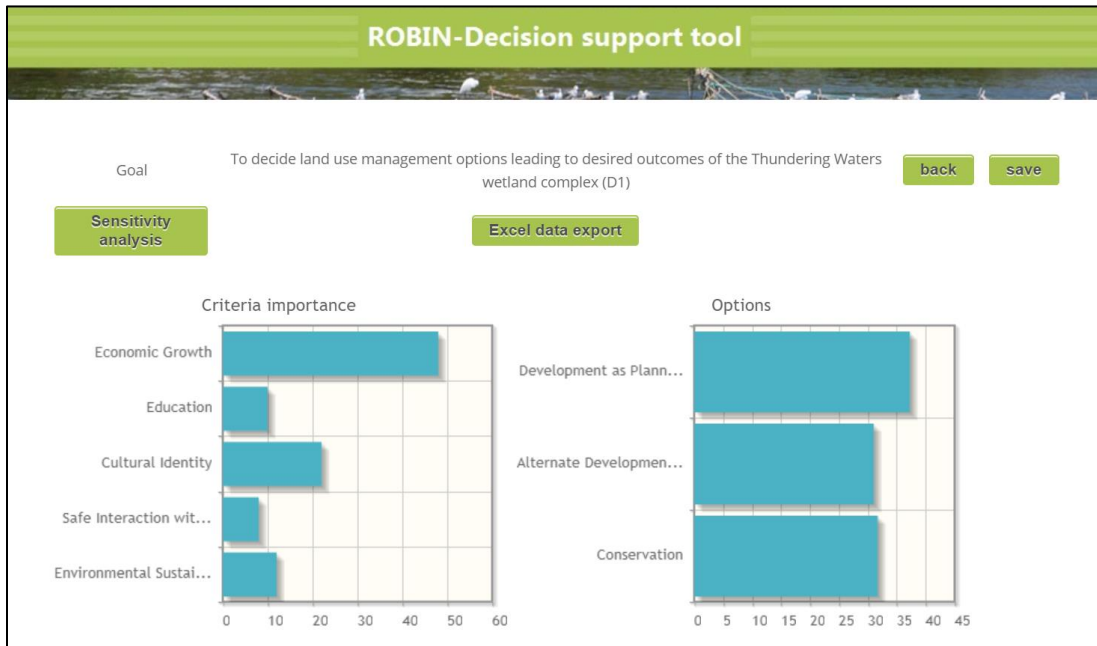 ROBIN-Decision support tool
Goal
To decide land use management options leading to desired outcomes of the Thundering Waters
wetland complex (D1)
back
save
Sensitivity
analysis
Excel data export
Criteria importance
Economic Growth
Education
Cultural Identity
Safe Interaction wit...
Environmental Sustai...
0 10 20 30 40 50 60
Options
Development as Plann...
Alternate Developmen...
Conservation
0 5 10 15 20 25 30 35 40 45